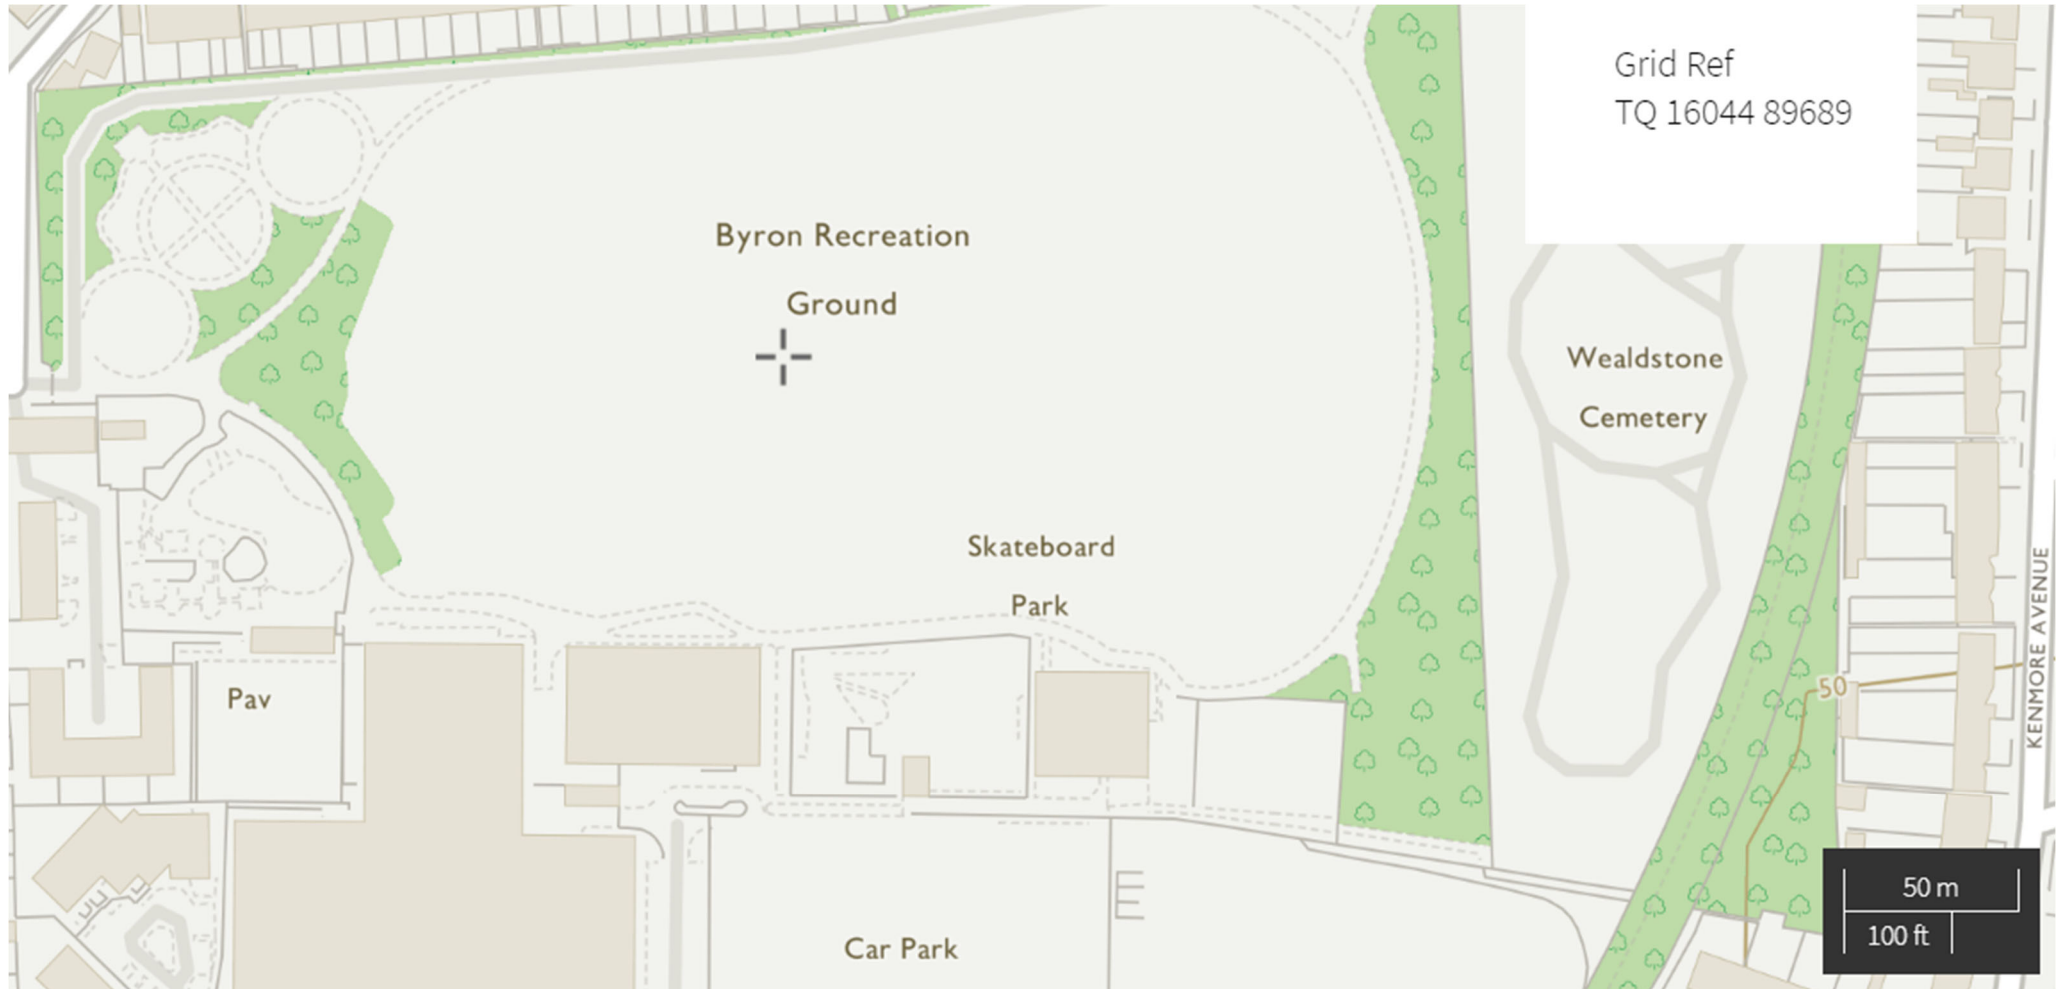 Grid Ref
TQ 16044 89689
Byron Recreation
Ground
Wealdstone
Cemetery
Skateboard
Park
KENMORE AVENUE
Pav
50
50 m
100 ft
Car Park